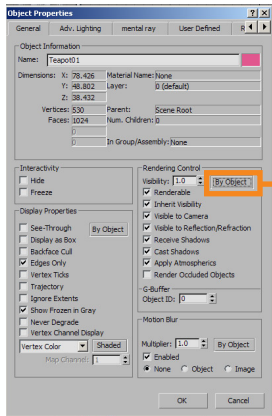 Object Properties
General Adv. Lighting mental ray User Defined
Object Information
Name: Teapot01
Dimensions: X: 78.426 Material Name: None
Y: 48.802 Layer: 0 (default)
Z: 38.432
Vertices: 530 Parent: Scene Root
Faces: 1024 Num. Children: 0
0
0 In Group/Assembly: None
Interactivity
Hide
Freeze
Display Properties
See-Through By Object
Display as Box
Backface Cull
Edges Only
Vertex Ticks
Trajectory
Ignore Extents
Show Frozen in Gray
Never Degrade
Vertex Channel Display
Vertex Color Shaded
Map Channel: 1
Rendering Control
Visibility: 1.0 By Object
Renderable
Inherit Visibility
Visible to Camera
Visible to Reflection/Refraction
Receive Shadows
Cast Shadows
Apply Atmospherics
Render Occluded Objects
G-Buffer
Object ID: 0
Motion Blur
Multiplier: 1.0 By Object
Enabled
None Object Image
OK Cancel